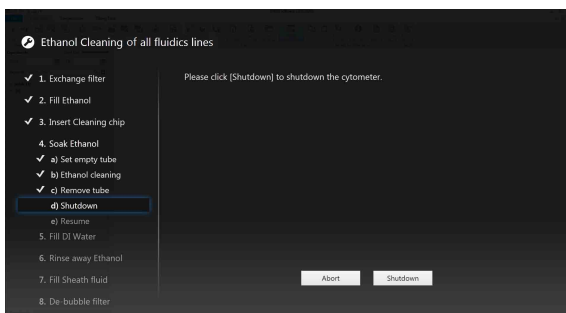 Ethanol Cleaning of all fluidics lines
1. Exchange filter
Please click [Shutdown] to shutdown the cytometer.
2. Fill Ethanol
3. Insert Cleaning chip
4. Soak Ethanol
a) Set empty tube
b) Ethanol cleaning
c) Remove tube
d) Shutdown
e) Resume
5. Fill DI Water
6. Rinse away Ethanol
7. Fill Sheath fluid
Abort
Shutdown
8. De-bubble filter